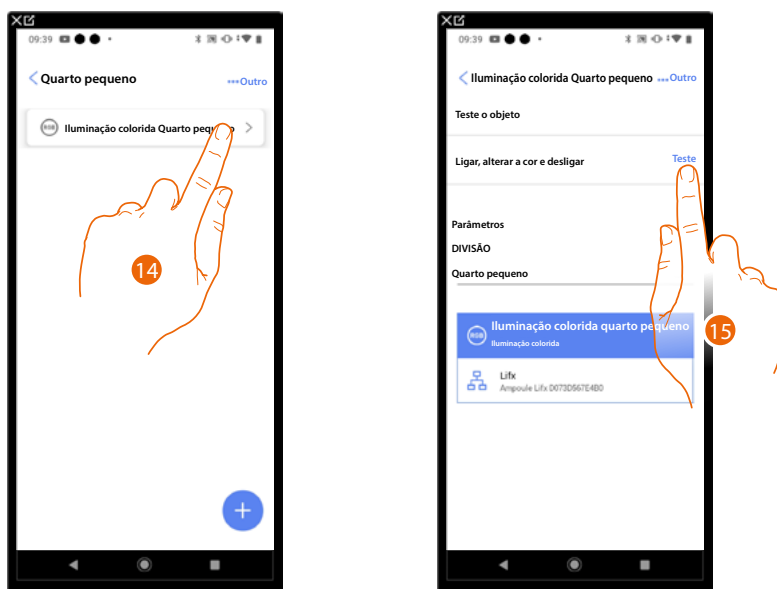 09:39
Quarto pequeno
•••Outro
RGB
Iluminação colorida Quarto pequeno
14
+
09:39
Iluminação colorida Quarto pequeno
•••Outro
Teste o objeto
Ligar, alterar a cor e desligar
Teste
Parâmetros
DIVISÃO
Quarto pequeno
RGB
Iluminação colorida quarto pequeno
Iluminação colorida
Lifx
Ampoule Lifx D073D567E4B0
15